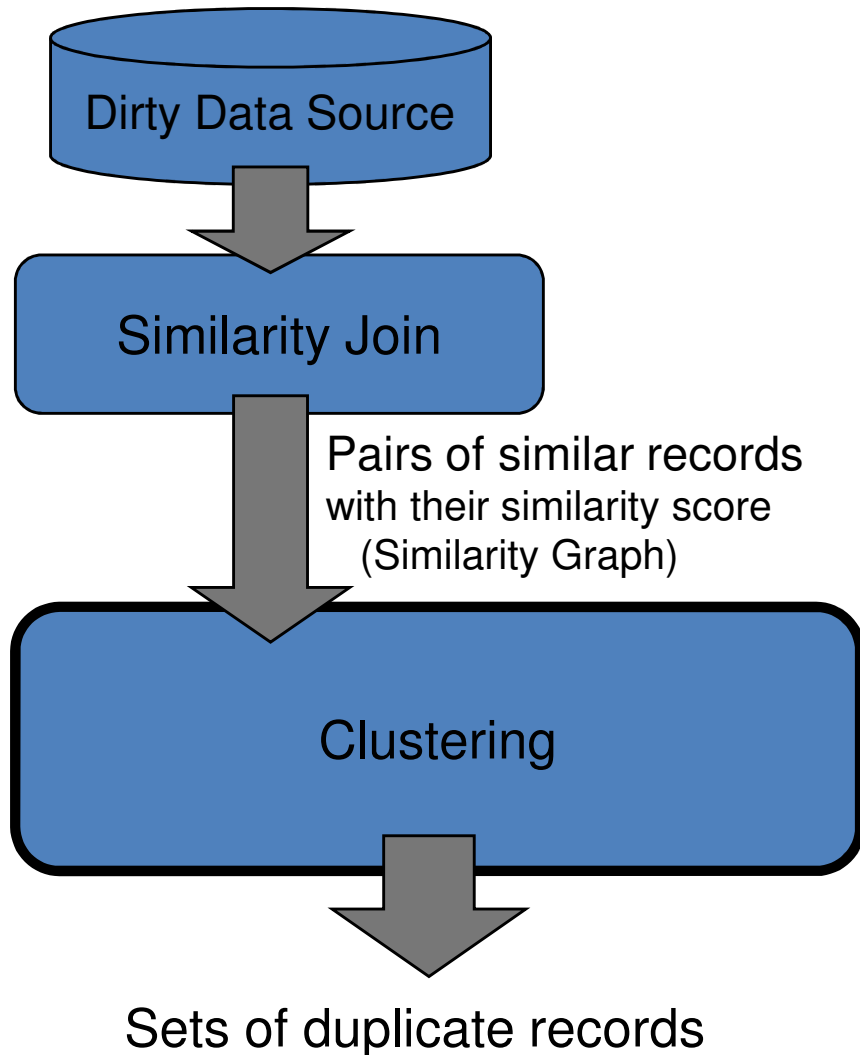 Dirty Data Source
Similarity Join
Pairs of similar records
with their similarity score
(Similarity Graph)
Clustering
Sets of duplicate records